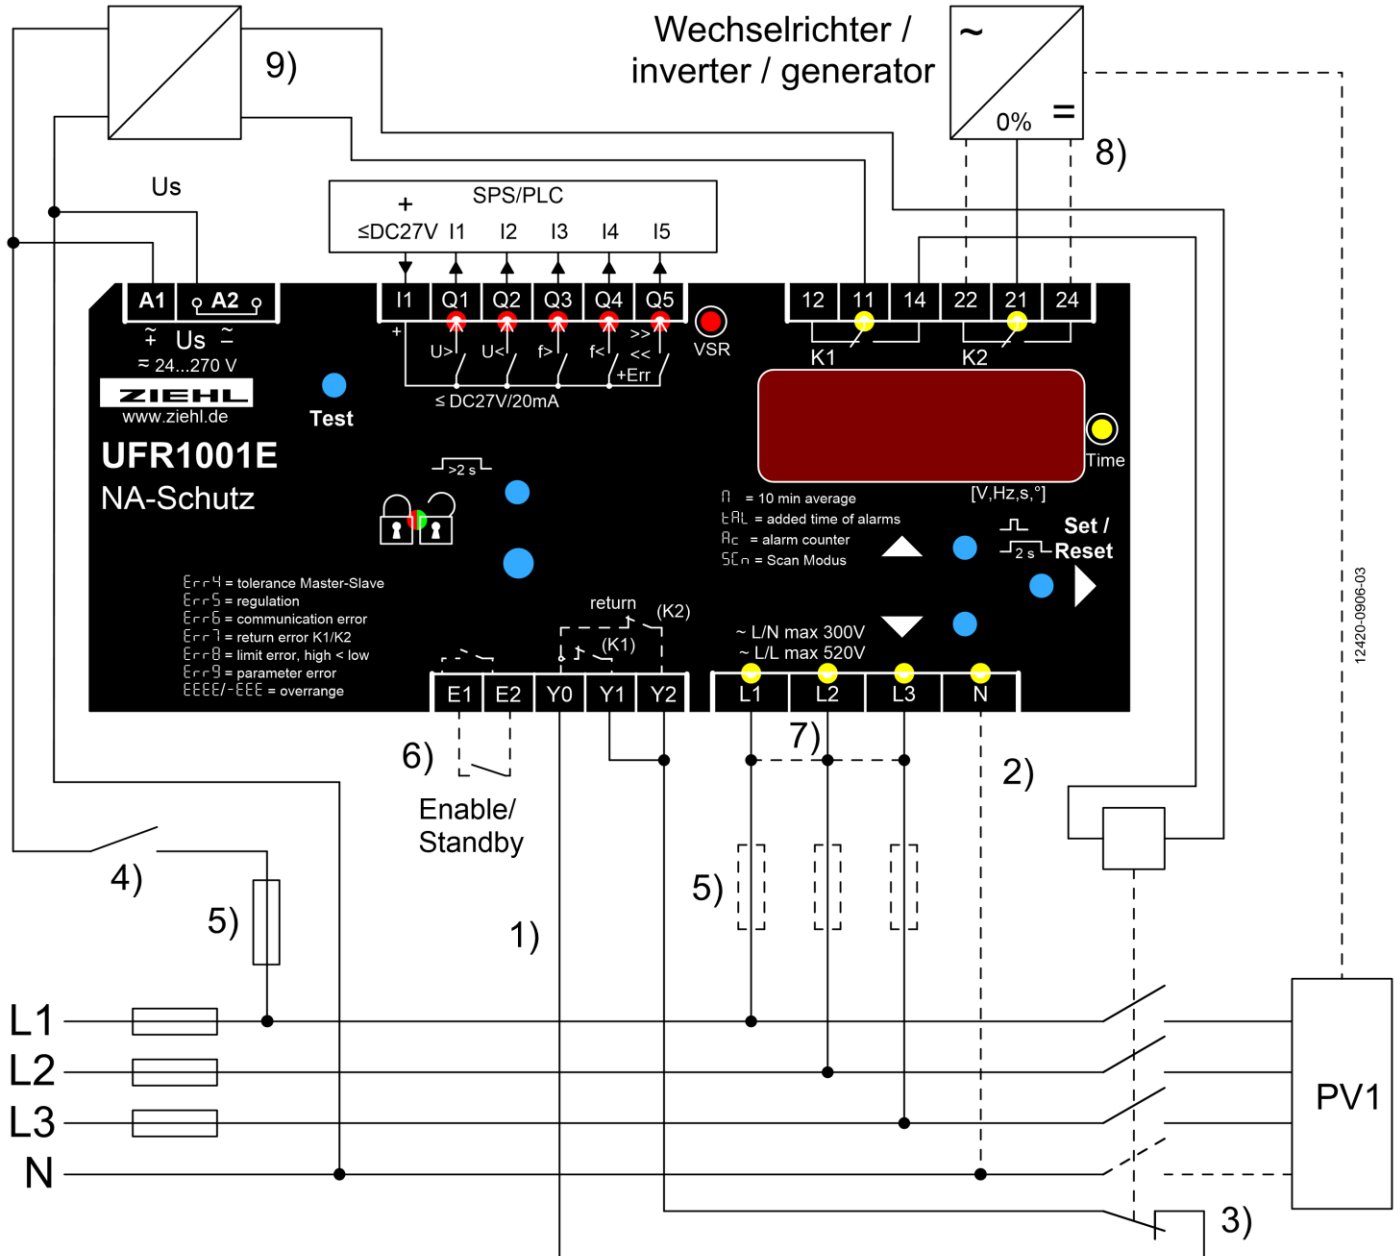 Wechselrichter /
inverter / generator
~
0% =
9)
8)
Us
SPS/PLC
+
≤DC27V I1 I2 I3 I4 I5
A1 A2
I1 Q1 Q2 Q3 Q4 Q5
12 11 14 22 21 24
~ Us ~
+ −
≂ 24...270 V
+
U> U< f> f< >>
<<
+Err
VSR
K1 K2
≤ DC27V/20mA
ZIEHL
www.ziehl.de
Test
UFR1001E
NA-Schutz
>2 s
Time
[V,Hz,s,°]
n = 10 min average
tAL = added time of alarms
Ac = alarm counter
SCn = Scan Modus
Set /
Reset
2 s
Err4 = tolerance Master-Slave
Err5 = regulation
Err6 = communication error
Err7 = return error K1/K2
Err8 = limit error, high < low
Err9 = parameter error
EEEE/-EEE = overrange
return (K2)
(K1)
~ L/N max 300V
~ L/L max 520V
E1 E2 Y0 Y1 Y2
L1 L2 L3 N
12420-0906-03
6)
Enable/
Standby
7)
2)
4)
5)
5)
1)
L1
L2
L3
N
PV1
3)